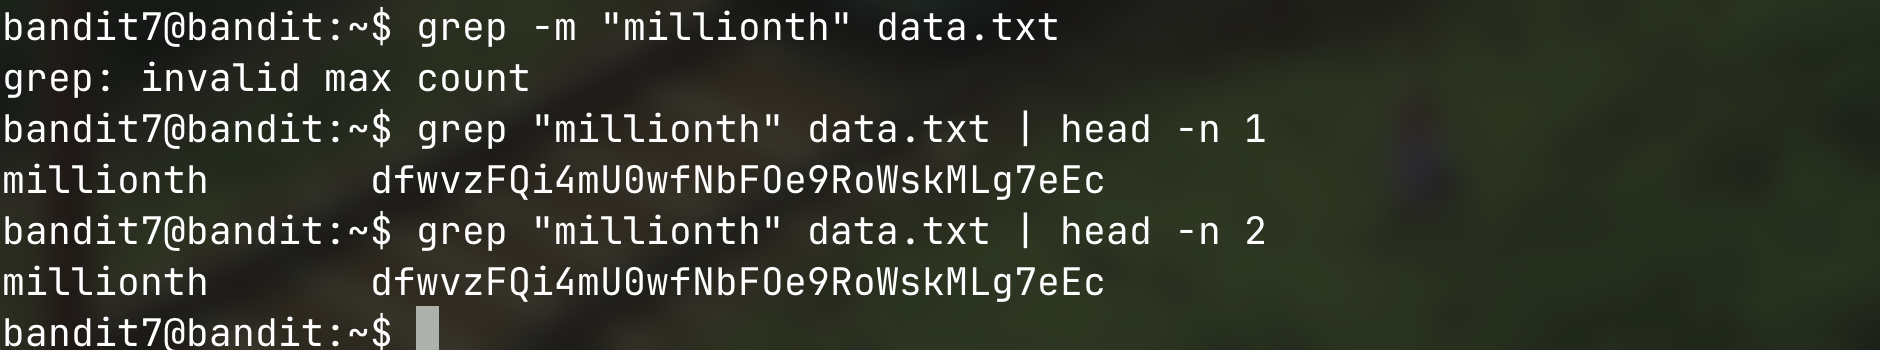 bandit7@bandit:~$ grep -m "millionth" data.txt
grep: invalid max count
bandit7@bandit:~$ grep "millionth" data.txt | head -n 1
millionth       dfwvzFQi4mU0wfNbFOe9RoWskMLg7eEc
bandit7@bandit:~$ grep "millionth" data.txt | head -n 2
millionth       dfwvzFQi4mU0wfNbFOe9RoWskMLg7eEc
bandit7@bandit:~$